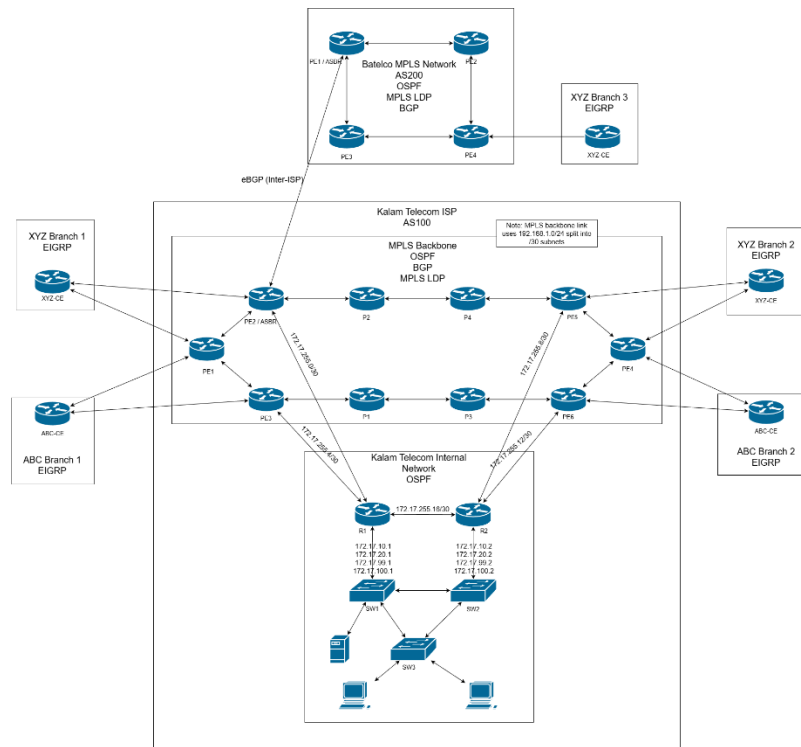 PE1 / ASBR
PE2
Batelco MPLS Network
AS200
OSPF
MPLS LDP
BGP
PE3
PE4
XYZ Branch 3
EIGRP
XYZ-CE
eBGP (Inter-ISP)
Kalam Telecom ISP
AS100
Note: MPLS backbone link
uses 192.168.1.0/24 split into
/30 subnets
MPLS Backbone
OSPF
BGP
MPLS LDP
XYZ Branch 1
EIGRP
XYZ-CE
XYZ Branch 2
EIGRP
XYZ-CE
PE2 / ASBR
P2
P4
PE5
PE1
PE4
172.17.255.0/30
172.17.255.8/30
PE3
P1
P3
PE6
ABC-CE
ABC Branch 1
EIGRP
ABC-CE
ABC Branch 2
EIGRP
172.17.255.4/30
172.17.255.12/30
Kalam Telecom Internal
Network
OSPF
172.17.255.16/30
R1
R2
172.17.10.1
172.17.20.1
172.17.99.1
172.17.100.1
172.17.10.2
172.17.20.2
172.17.99.2
172.17.100.2
SW1
SW2
SW3